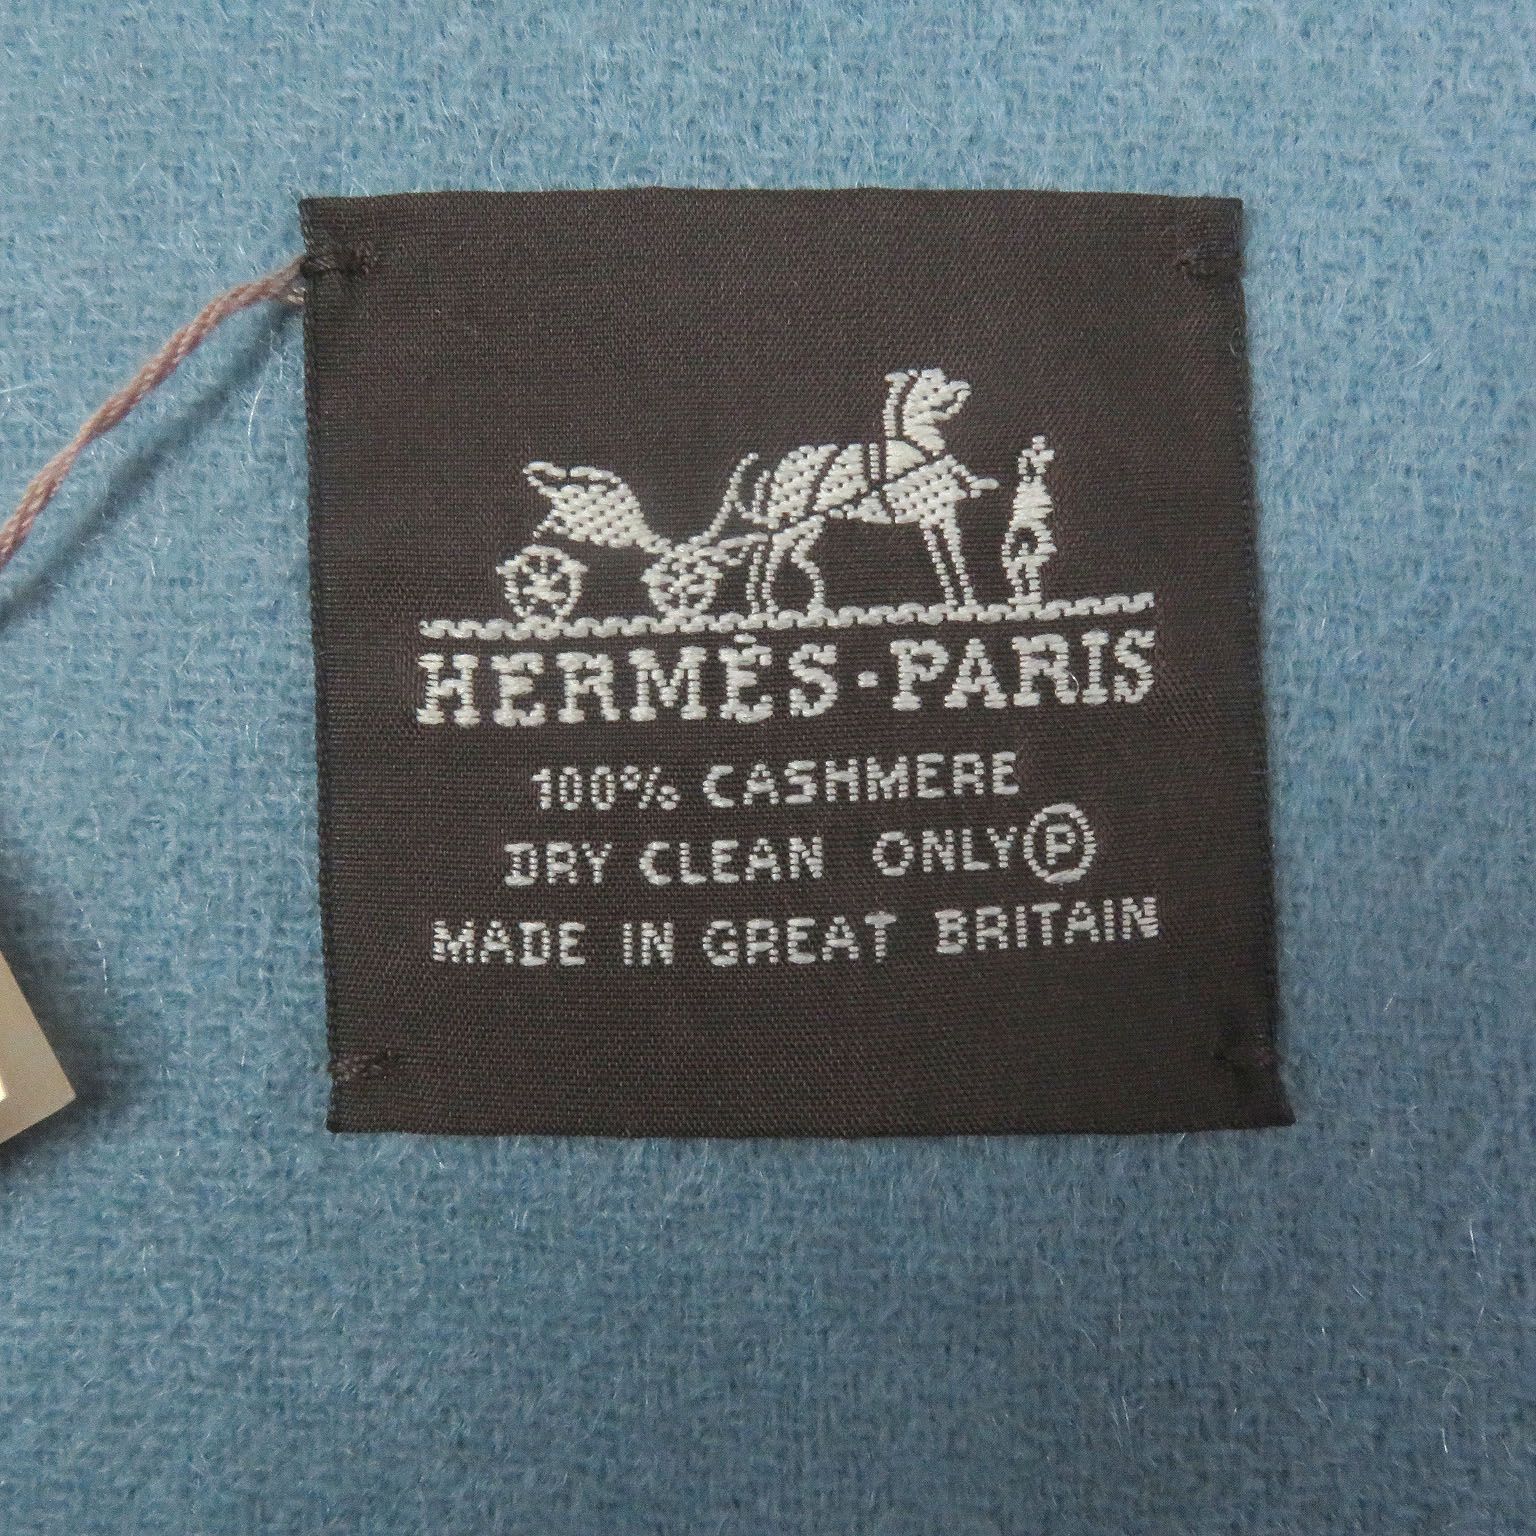 HERMÈS-PARIS
100% CASHMERE
DRY CLEAN ONLY Ⓟ
MADE IN GREAT BRITAIN